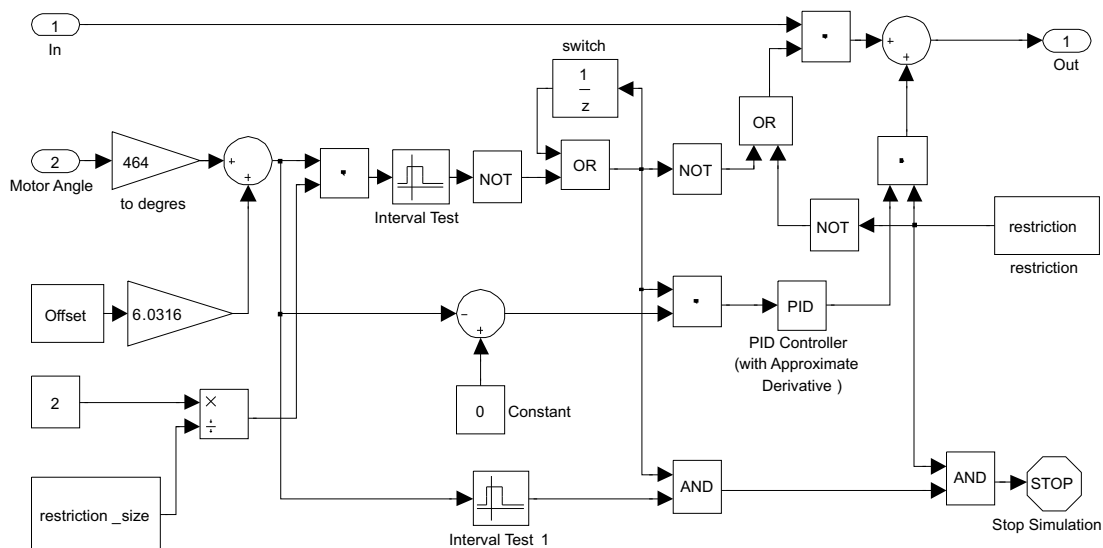 1
In
switch
1
z
+
+
1
Out
OR
2
Motor Angle
464
to degres
+
+
Interval Test
NOT
OR
NOT
NOT
restriction
restriction
Offset
6.0316
-
+
PID
PID Controller
(with Approximate
Derivative )
2
×
÷
0
Constant
restriction _size
Interval Test 1
AND
AND
STOP
Stop Simulation